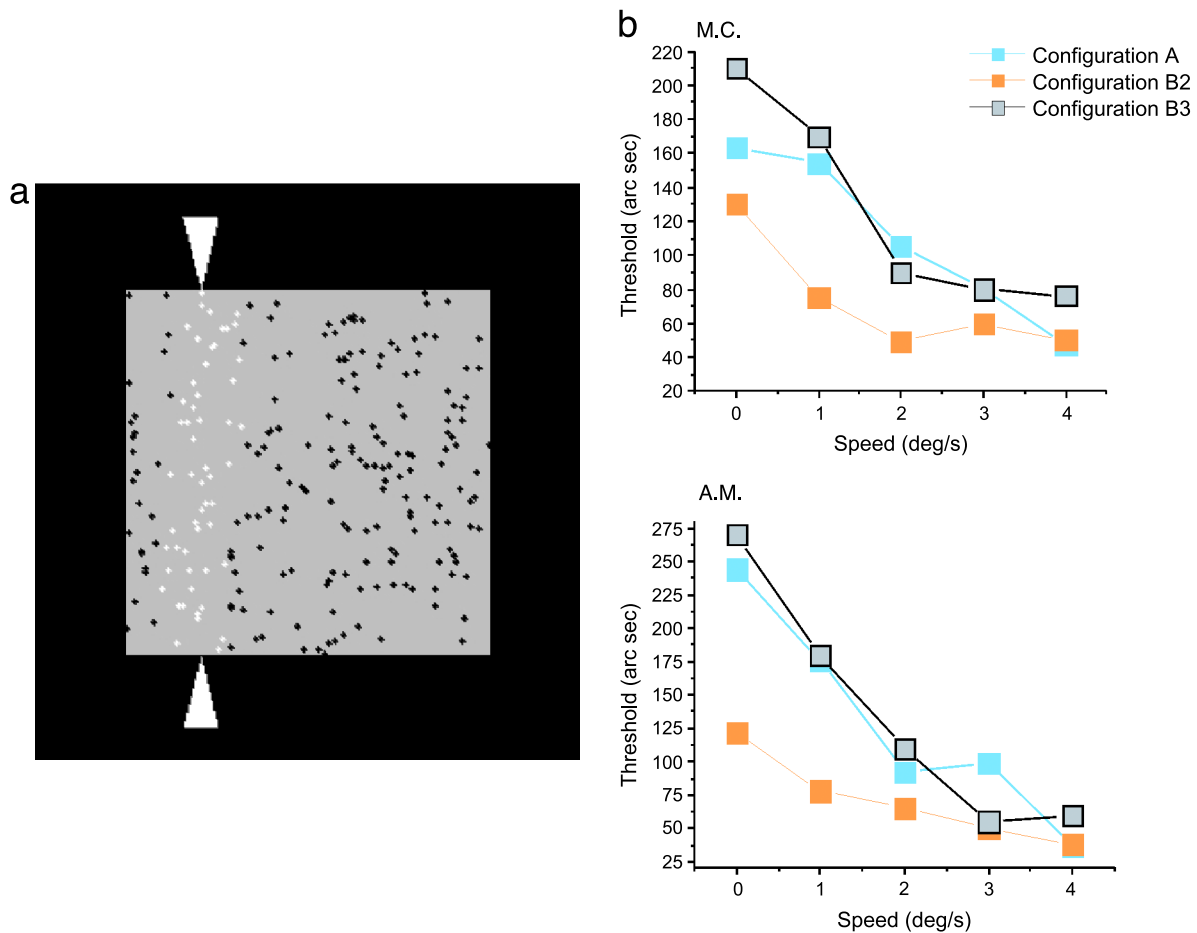 a
b
M.C.
Configuration A
Configuration B2
Configuration B3
Threshold (arc sec)
220
200
180
160
140
120
100
80
60
40
20
0 1 2 3 4
Speed (deg/s)
A.M.
Threshold (arc sec)
275
250
225
200
175
150
125
100
75
50
25
0 1 2 3 4
Speed (deg/s)